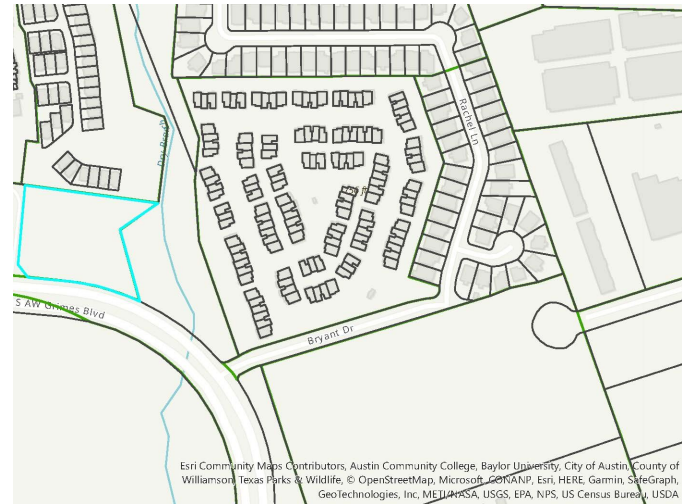 Rachel Ln
Dry Branch
S AW Grimes Blvd
Bryant Dr
Esri Community Maps Contributors, Austin Community College, Baylor University, City of Austin, County of
Williamson, Texas Parks & Wildlife, © OpenStreetMap, Microsoft, CONANP, Esri, HERE, Garmin, SafeGraph,
GeoTechnologies, Inc, METI/NASA, USGS, EPA, NPS, US Census Bureau, USDA